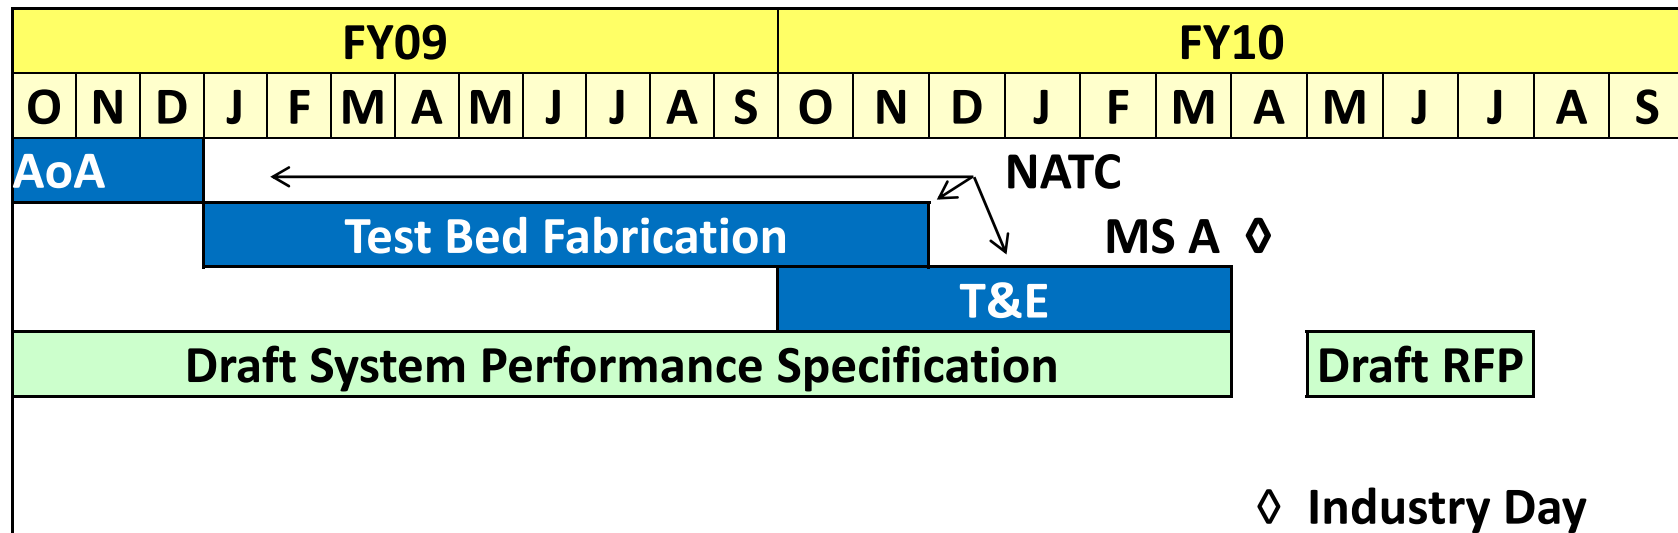 FY09 FY10
O N D J F M A M J J A S O N D J F M A M J J A S
AoA NATC
Test Bed Fabrication MS A ◊
T&E
Draft System Performance Specification Draft RFP
◊ Industry Day